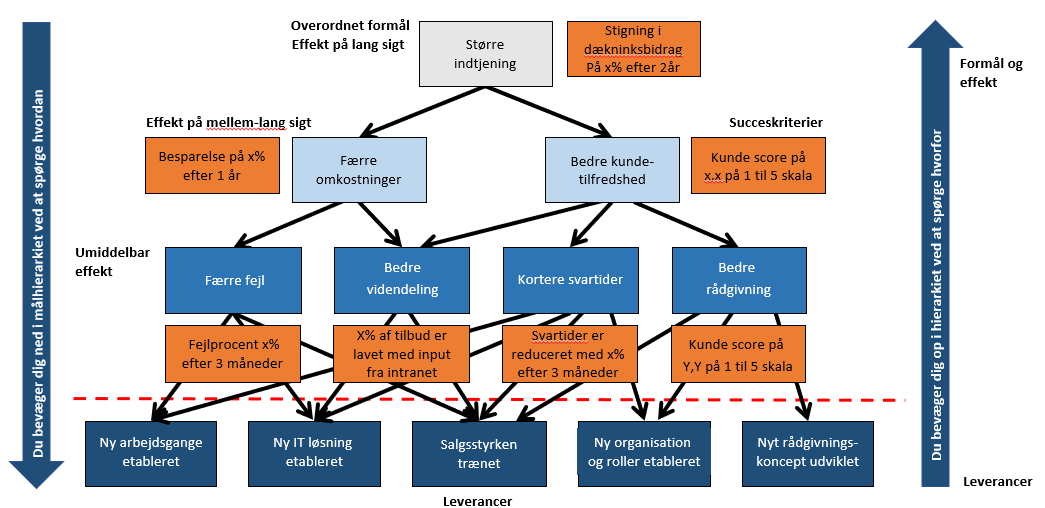 Du bevæger dig ned i målhierarkiet ved at spørge hvordan
Overordnet formål
Effekt på lang sigt
Større
indtjening
Stigning i
dækninksbidrag
På x% efter 2år
Formål og
effekt
Effekt på mellem-lang sigt
Succeskriterier
Besparelse på x%
efter 1 år
Færre
omkostninger
Bedre kunde-
tilfredshed
Kunde score på
x.x på 1 til 5 skala
Umiddelbar
effekt
Færre fejl
Bedre
videndeling
Kortere svartider
Bedre
rådgivning
Fejlprocent x%
efter 3 måneder
X% af tilbud er
lavet med input
fra intranet
Svartider er
reduceret med x%
efter 3 måneder
Kunde score på
Y,Y på 1 til 5 skala
Ny arbejdsgange
etableret
Ny IT løsning
etableret
Salgsstyrken
trænet
Ny organisation
og roller etableret
Nyt rådgivnings-
koncept udviklet
Leverancer
Leverancer
Du bevæger dig op i hierarkiet ved at spørge hvorfor